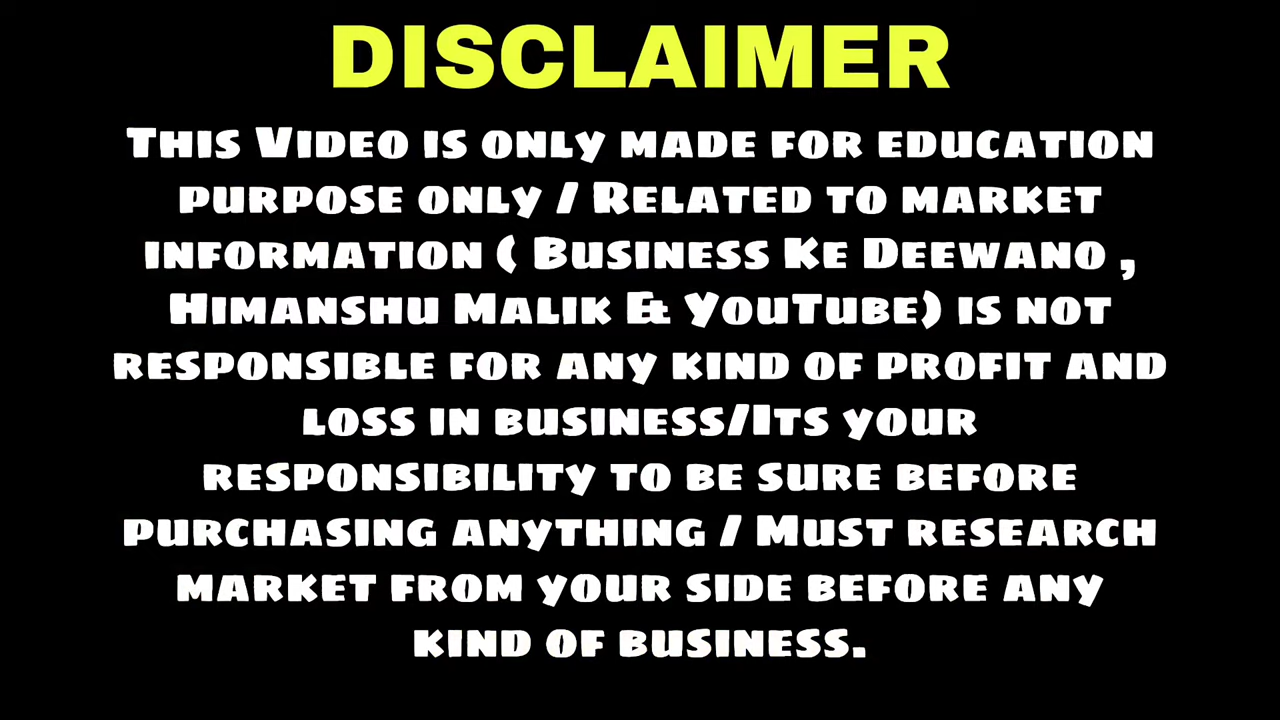 DISCLAIMER
This Video is only made for education
purpose only / Related to market
information ( Business Ke Deewano ,
Himanshu Malik & YouTube) is not
responsible for any kind of profit and
loss in business/Its your
responsibility to be sure before
purchasing anything / Must research
market from your side before any
kind of business.